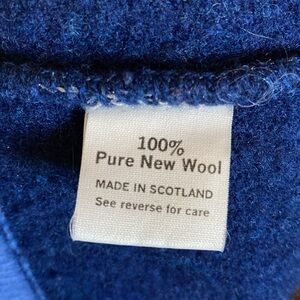 100%
Pure New Wool
MADE IN SCOTLAND
See reverse for care